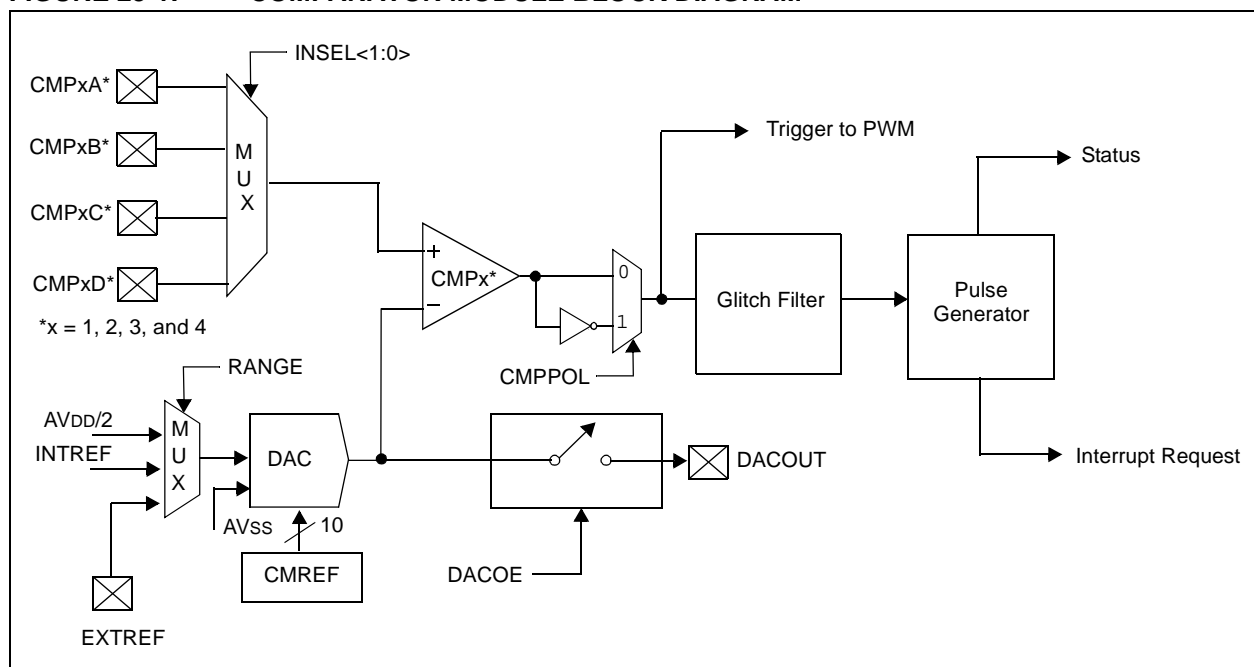 INSEL<1:0>
CMPxA*
CMPxB*
CMPxC*
CMPxD*
M
U
X
*x = 1, 2, 3, and 4
CMPx*
+
–
0
1
CMPPOL
Trigger to PWM
Glitch Filter
Pulse
Generator
Status
Interrupt Request
RANGE
AVDD/2
INTREF
M
U
X
DAC
AVSS
10
CMREF
EXTREF
DACOE
DACOUT